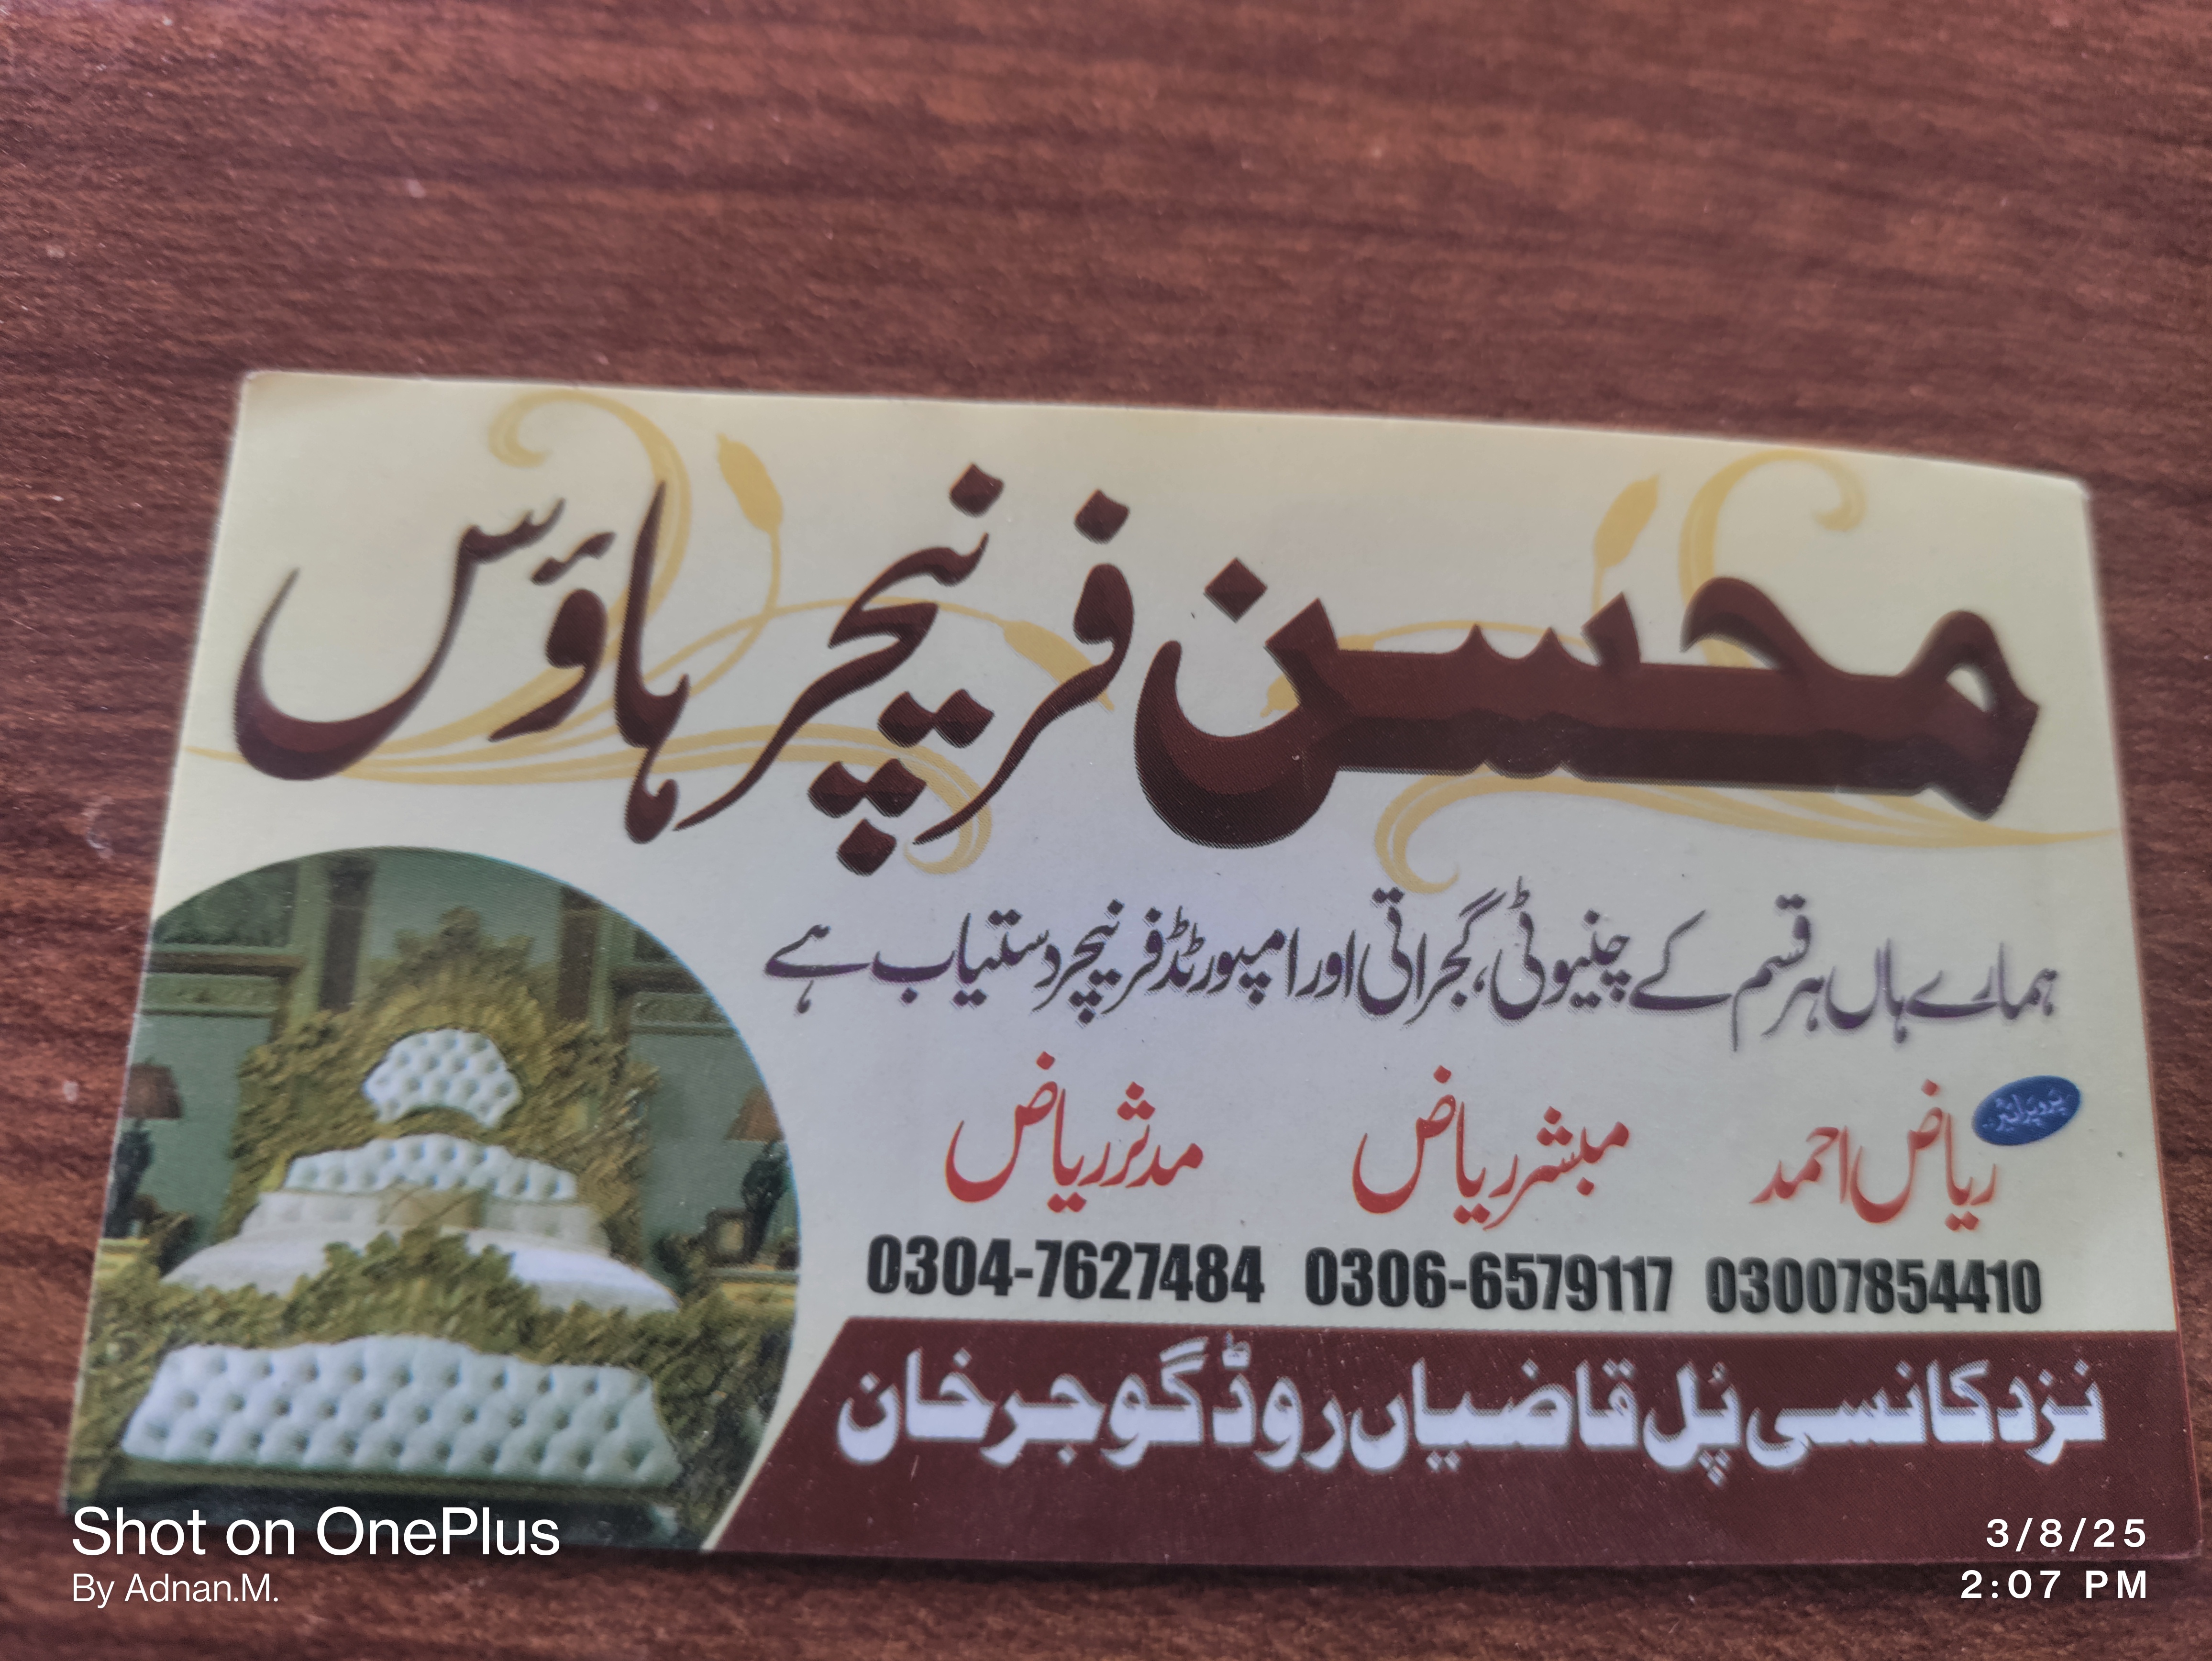 محسن فرنیچر ہاؤس
ہمارے ہاں ہر قسم کے چنیوٹی، گجراتی اور امپورٹڈ فرنیچر دستیاب ہے
پروپرائیٹر
ریاض احمد مبشر ریاض مدثر ریاض
03007854410 0306-6579117 0304-7627484
نزد کانسی پُل قاضیاں روڈ گوجر خان
Shot on OnePlus
By Adnan.M.
3/8/25
2:07 PM